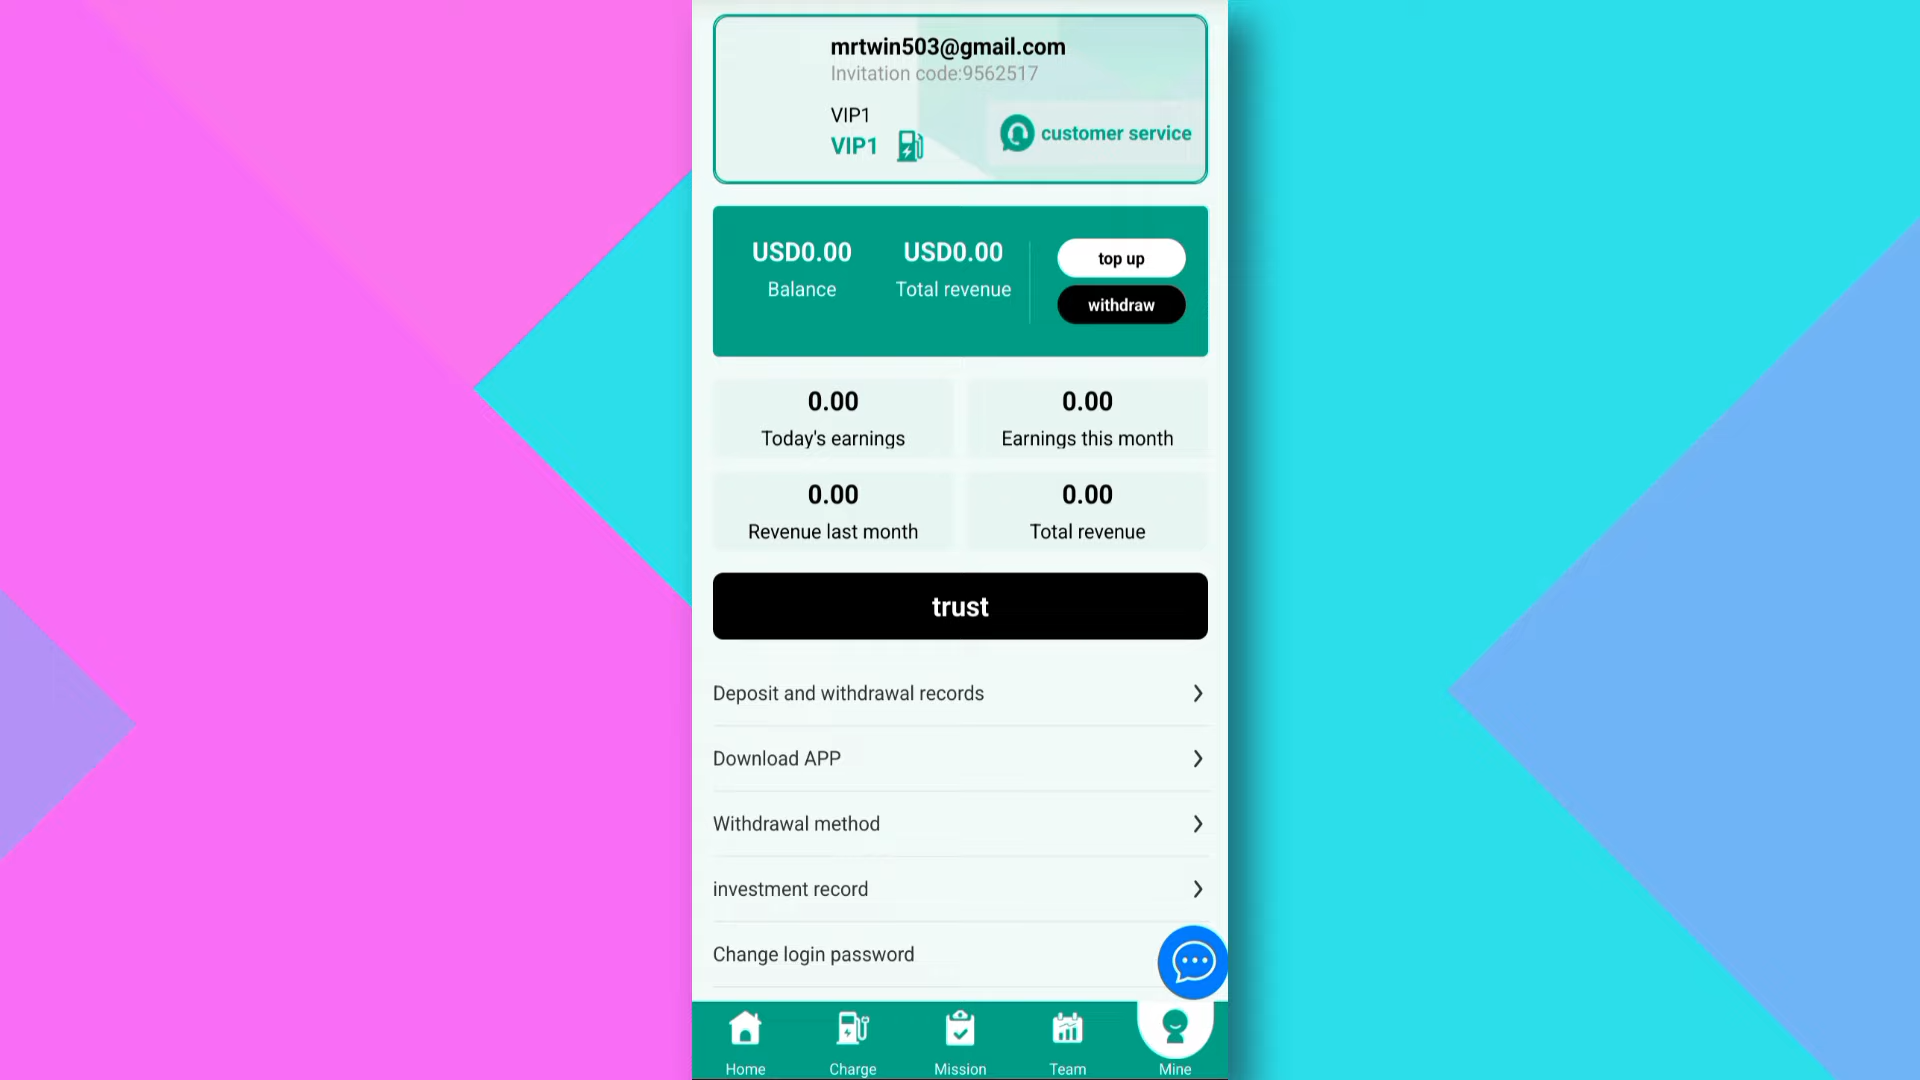 mrtwin503@gmail.com
Invitation code:9562517
VIP1
VIP1
customer service
USD0.00
Balance
USD0.00
Total revenue
top up
withdraw
0.00
Today's earnings
0.00
Earnings this month
0.00
Revenue last month
0.00
Total revenue
trust
Deposit and withdrawal records
Download APP
Withdrawal method
investment record
Change login password
Home
Charge
Mission
Team
Mine